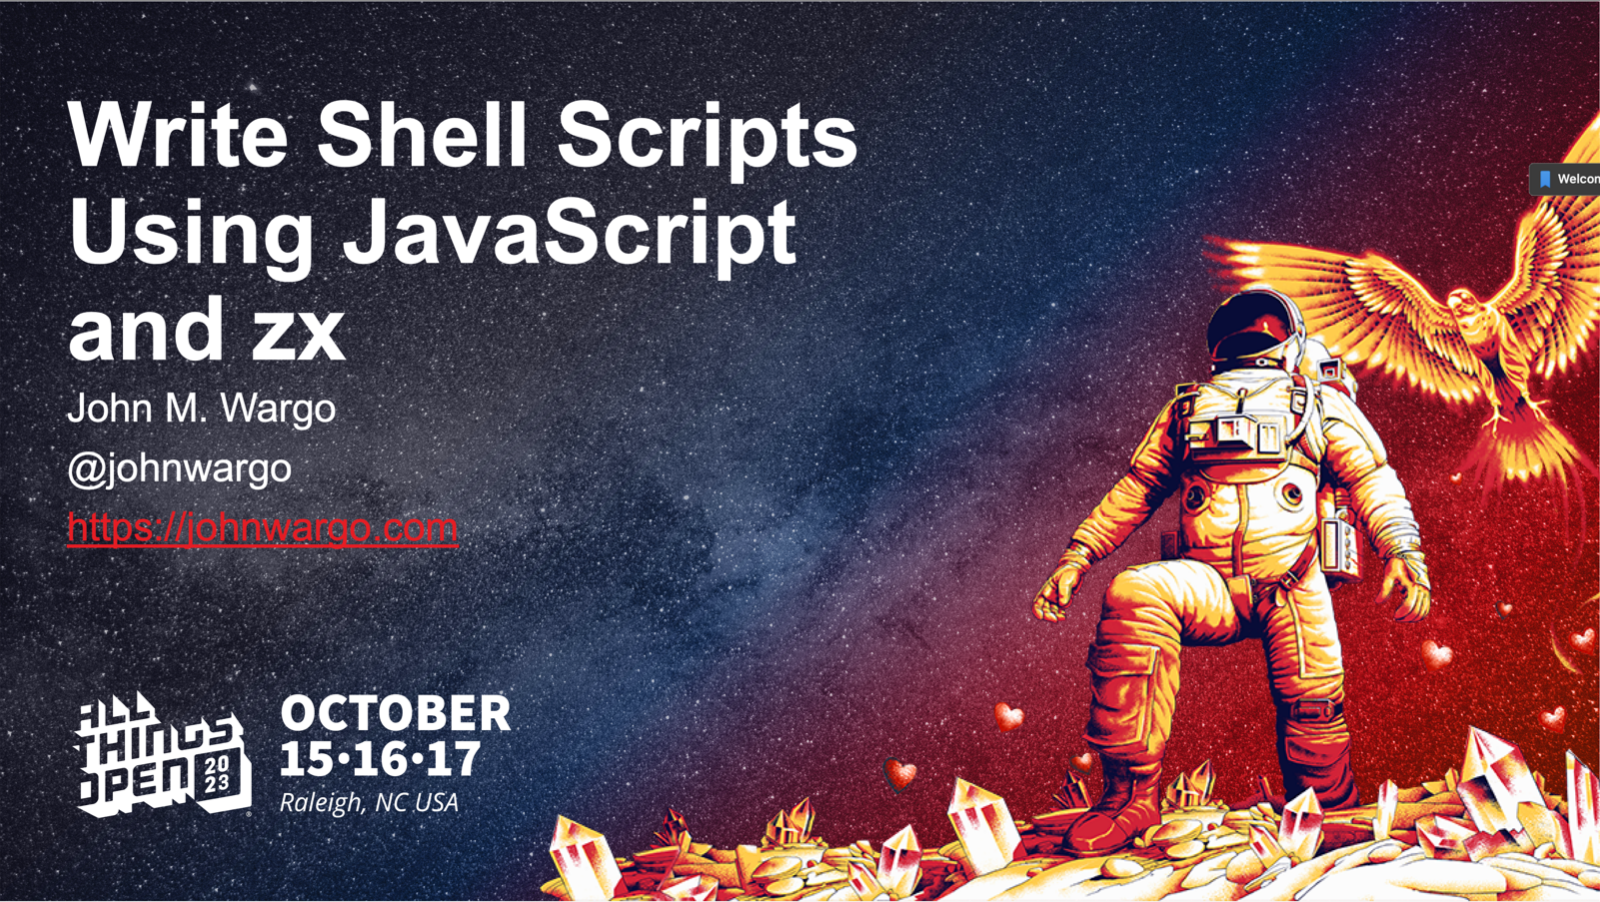 Write Shell Scripts
Using JavaScript
and zx
John M. Wargo
@johnwargo
https://johnwargo.com
ALL
THINGS
OPEN 20
23
®
OCTOBER
15•16•17
Raleigh, NC USA